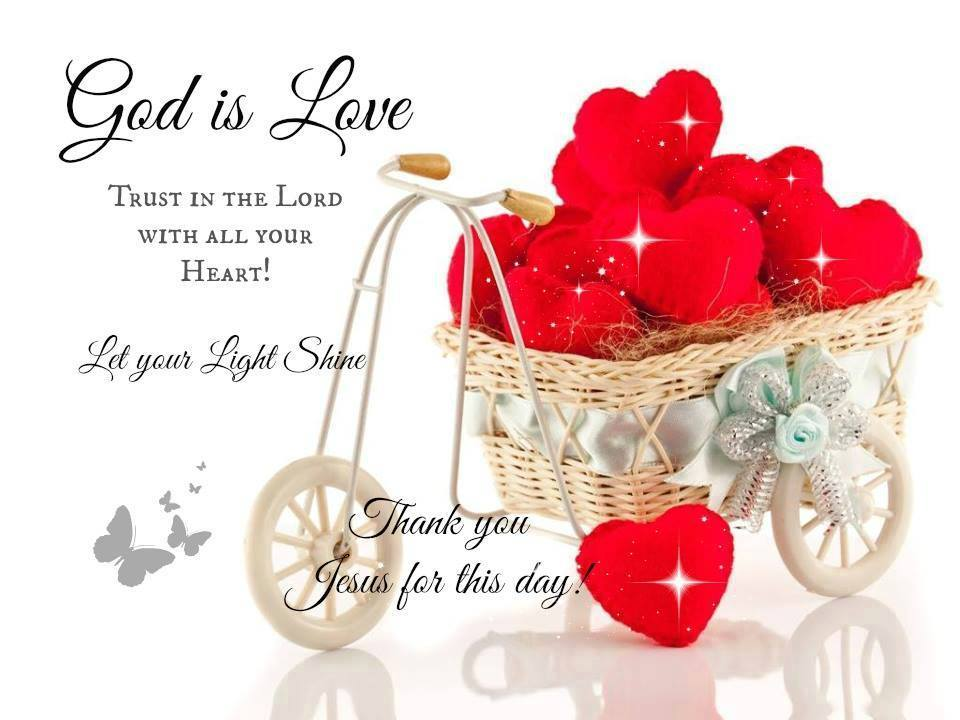 God is Love
Trust in the Lord
with all your
Heart!
Let your Light Shine
Thank you
Jesus for this day!